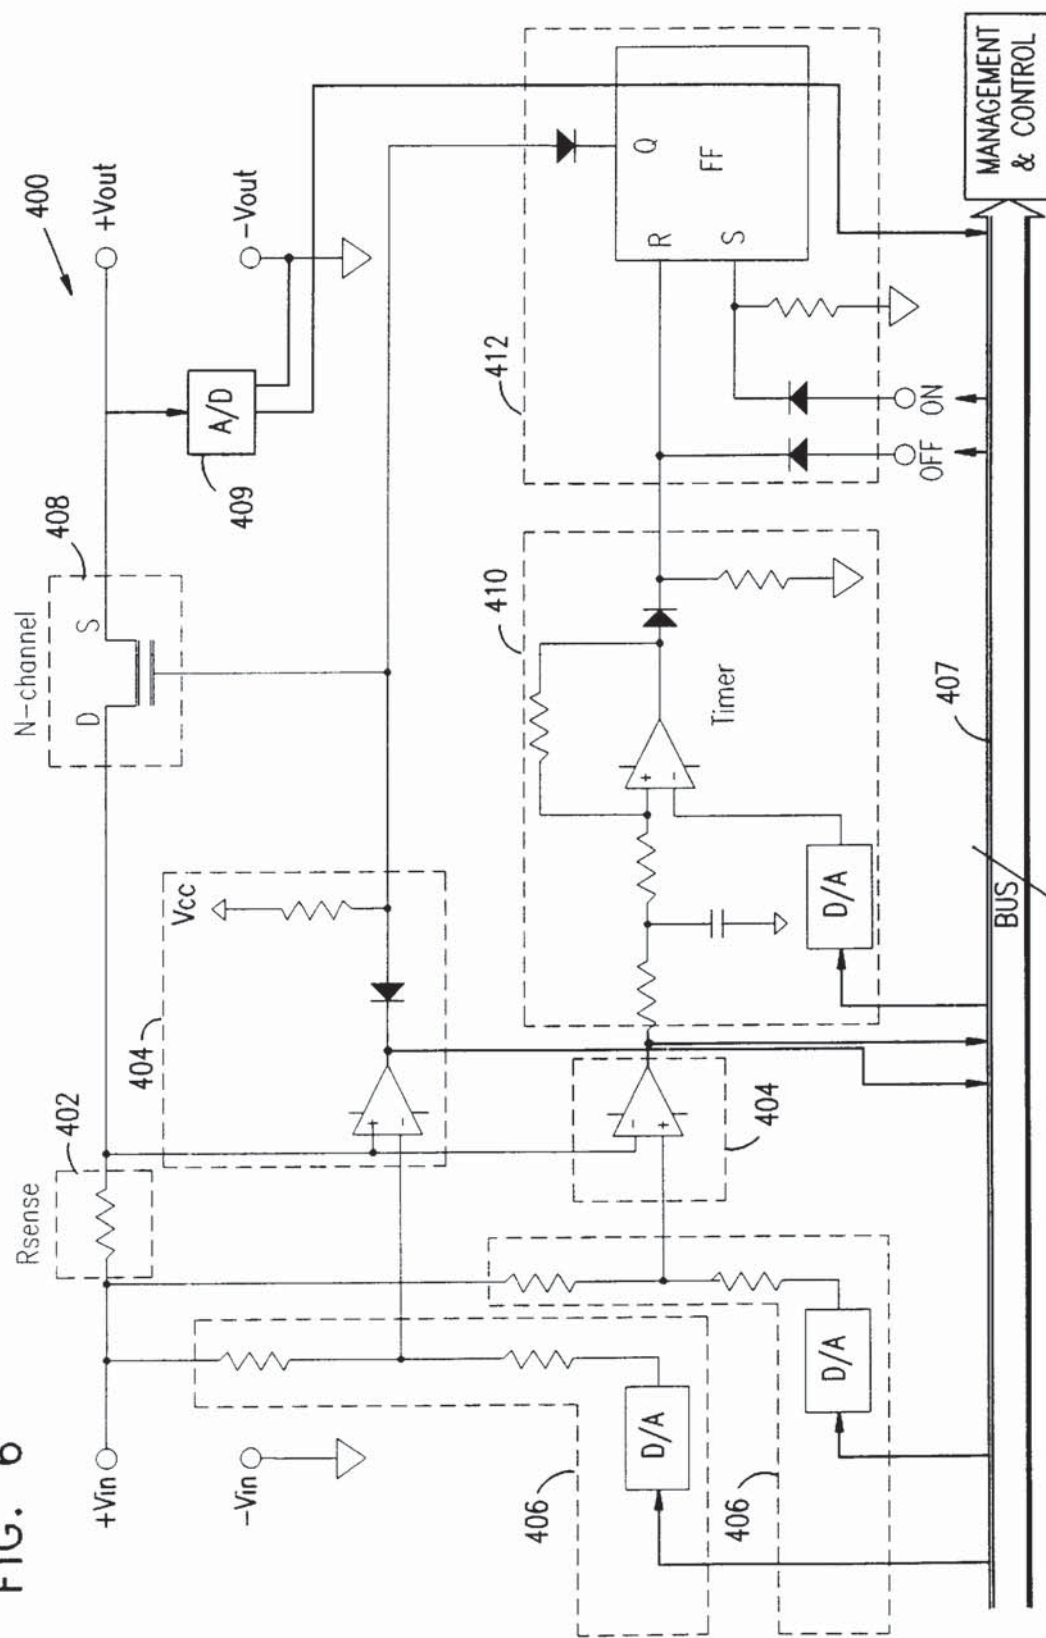 FIG. 6
400
+Vin
-Vin
Rsense
402
N-channel
408
D
S
+Vout
-Vout
A/D
409
404
Vcc
+
-
404
-
+
406
D/A
406
D/A
410
Timer
+
-
D/A
412
Q
FF
R
S
OFF
ON
407
BUS
MANAGEMENT
& CONTROL